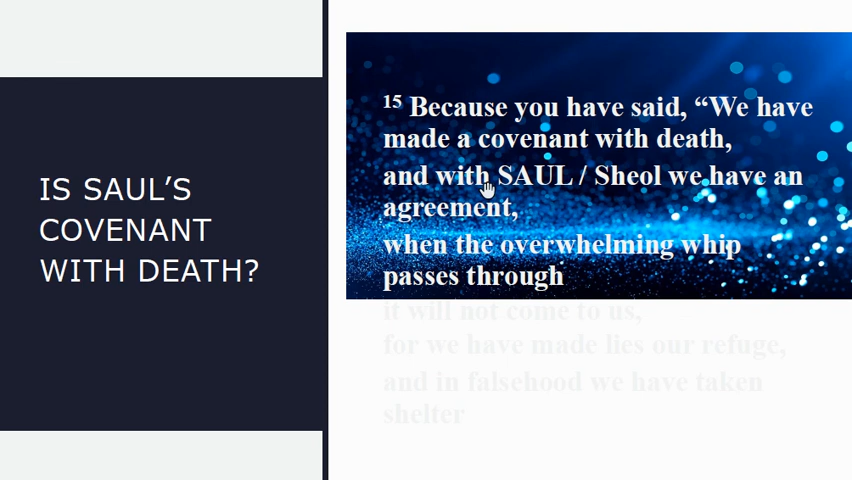 IS SAUL’S
COVENANT
WITH DEATH?
15 Because you have said, “We have
made a covenant with death,
and with SAUL / Sheol we have an
agreement,
when the overwhelming whip
passes through
it will not come to us,
for we have made lies our refuge,
and in falsehood we have taken
shelter